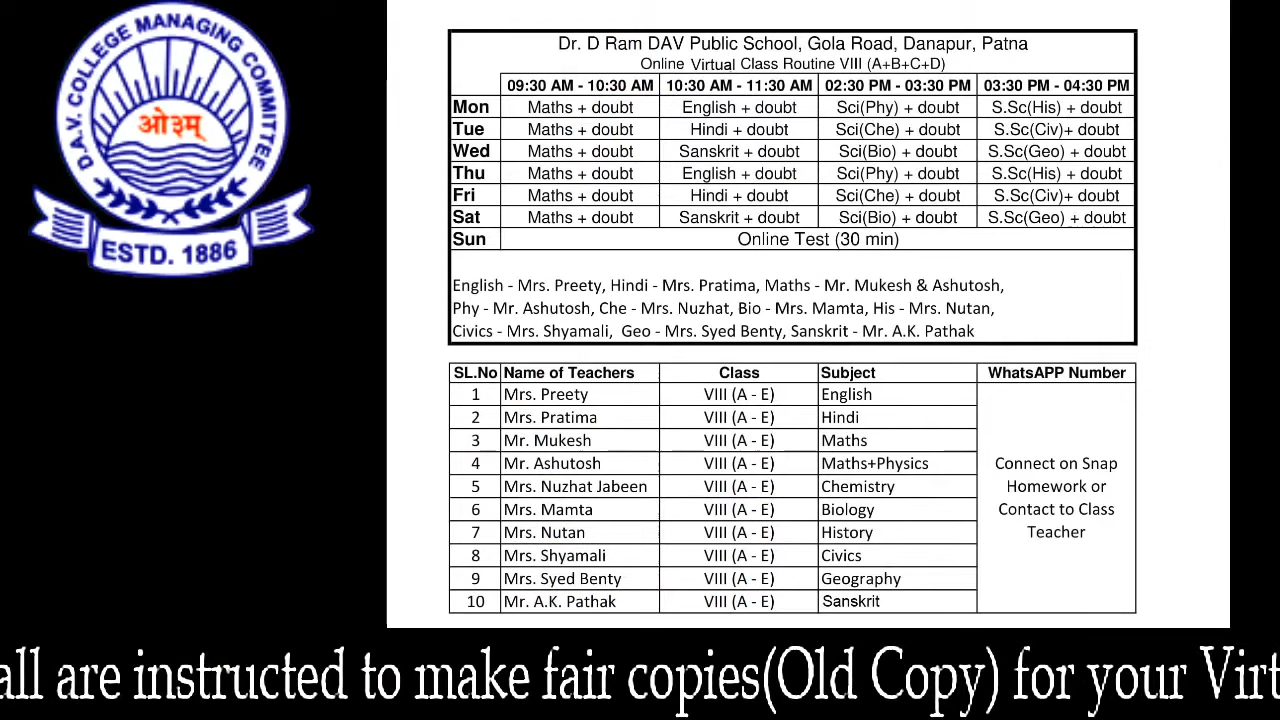 D.A.V. COLLEGE MANAGING COMMITTEE
ओ३म्
ESTD. 1886
Dr. D Ram DAV Public School, Gola Road, Danapur, Patna
Online Virtual Class Routine VIII (A+B+C+D)
09:30 AM - 10:30 AM 10:30 AM - 11:30 AM 02:30 PM - 03:30 PM 03:30 PM - 04:30 PM
Mon Maths + doubt English + doubt Sci(Phy) + doubt S.Sc(His) + doubt
Tue Maths + doubt Hindi + doubt Sci(Che) + doubt S.Sc(Civ)+ doubt
Wed Maths + doubt Sanskrit + doubt Sci(Bio) + doubt S.Sc(Geo) + doubt
Thu Maths + doubt English + doubt Sci(Phy) + doubt S.Sc(His) + doubt
Fri Maths + doubt Hindi + doubt Sci(Che) + doubt S.Sc(Civ)+ doubt
Sat Maths + doubt Sanskrit + doubt Sci(Bio) + doubt S.Sc(Geo) + doubt
Sun Online Test (30 min)
English - Mrs. Preety, Hindi - Mrs. Pratima, Maths - Mr. Mukesh & Ashutosh,
Phy - Mr. Ashutosh, Che - Mrs. Nuzhat, Bio - Mrs. Mamta, His - Mrs. Nutan,
Civics - Mrs. Shyamali, Geo - Mrs. Syed Benty, Sanskrit - Mr. A.K. Pathak
SL.No Name of Teachers Class Subject WhatsAPP Number
1 Mrs. Preety VIII (A - E) English
2 Mrs. Pratima VIII (A - E) Hindi
3 Mr. Mukesh VIII (A - E) Maths
4 Mr. Ashutosh VIII (A - E) Maths+Physics Connect on Snap
5 Mrs. Nuzhat Jabeen VIII (A - E) Chemistry Homework or
6 Mrs. Mamta VIII (A - E) Biology Contact to Class
7 Mrs. Nutan VIII (A - E) History Teacher
8 Mrs. Shyamali VIII (A - E) Civics
9 Mrs. Syed Benty VIII (A - E) Geography
10 Mr. A.K. Pathak VIII (A - E) Sanskrit
all are instructed to make fair copies(Old Copy) for your Virt